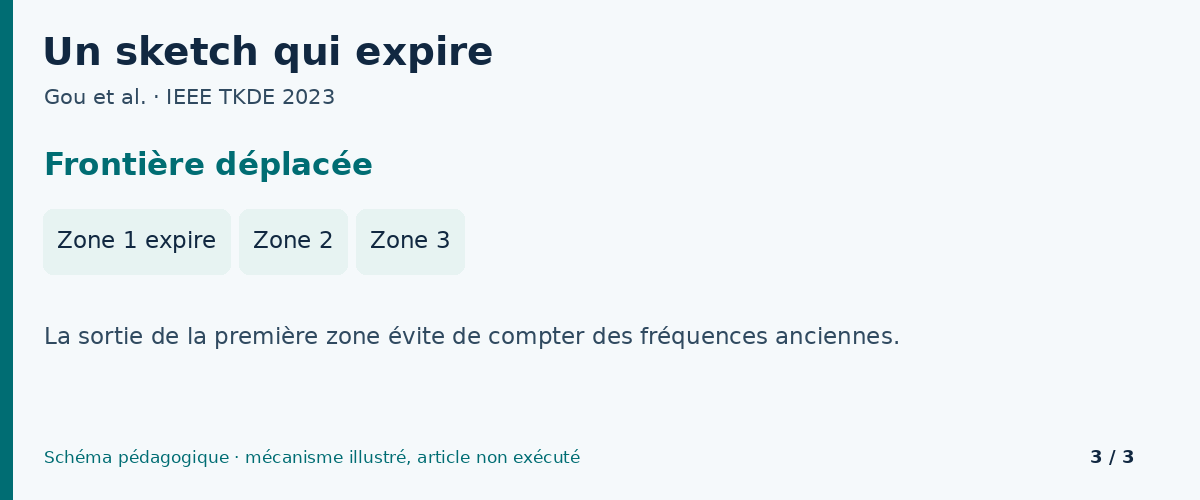 Un sketch qui expire
Gou et al. · IEEE TKDE 2023
Frontière déplacée
Zone 1 expire Zone 2 Zone 3
La sortie de la première zone évite de compter des fréquences anciennes.
Schéma pédagogique · mécanisme illustré, article non exécuté 3 / 3